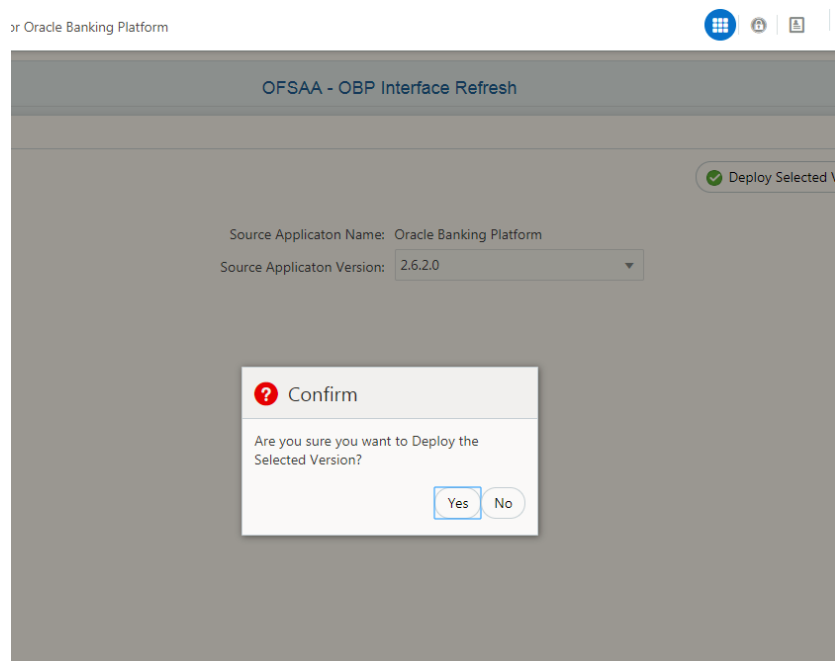 or Oracle Banking Platform
OFSAA - OBP Interface Refresh
Deploy Selected
Source Applicaton Name: Oracle Banking Platform
Source Applicaton Version: 2.6.2.0
Confirm
Are you sure you want to Deploy the
Selected Version?
Yes No